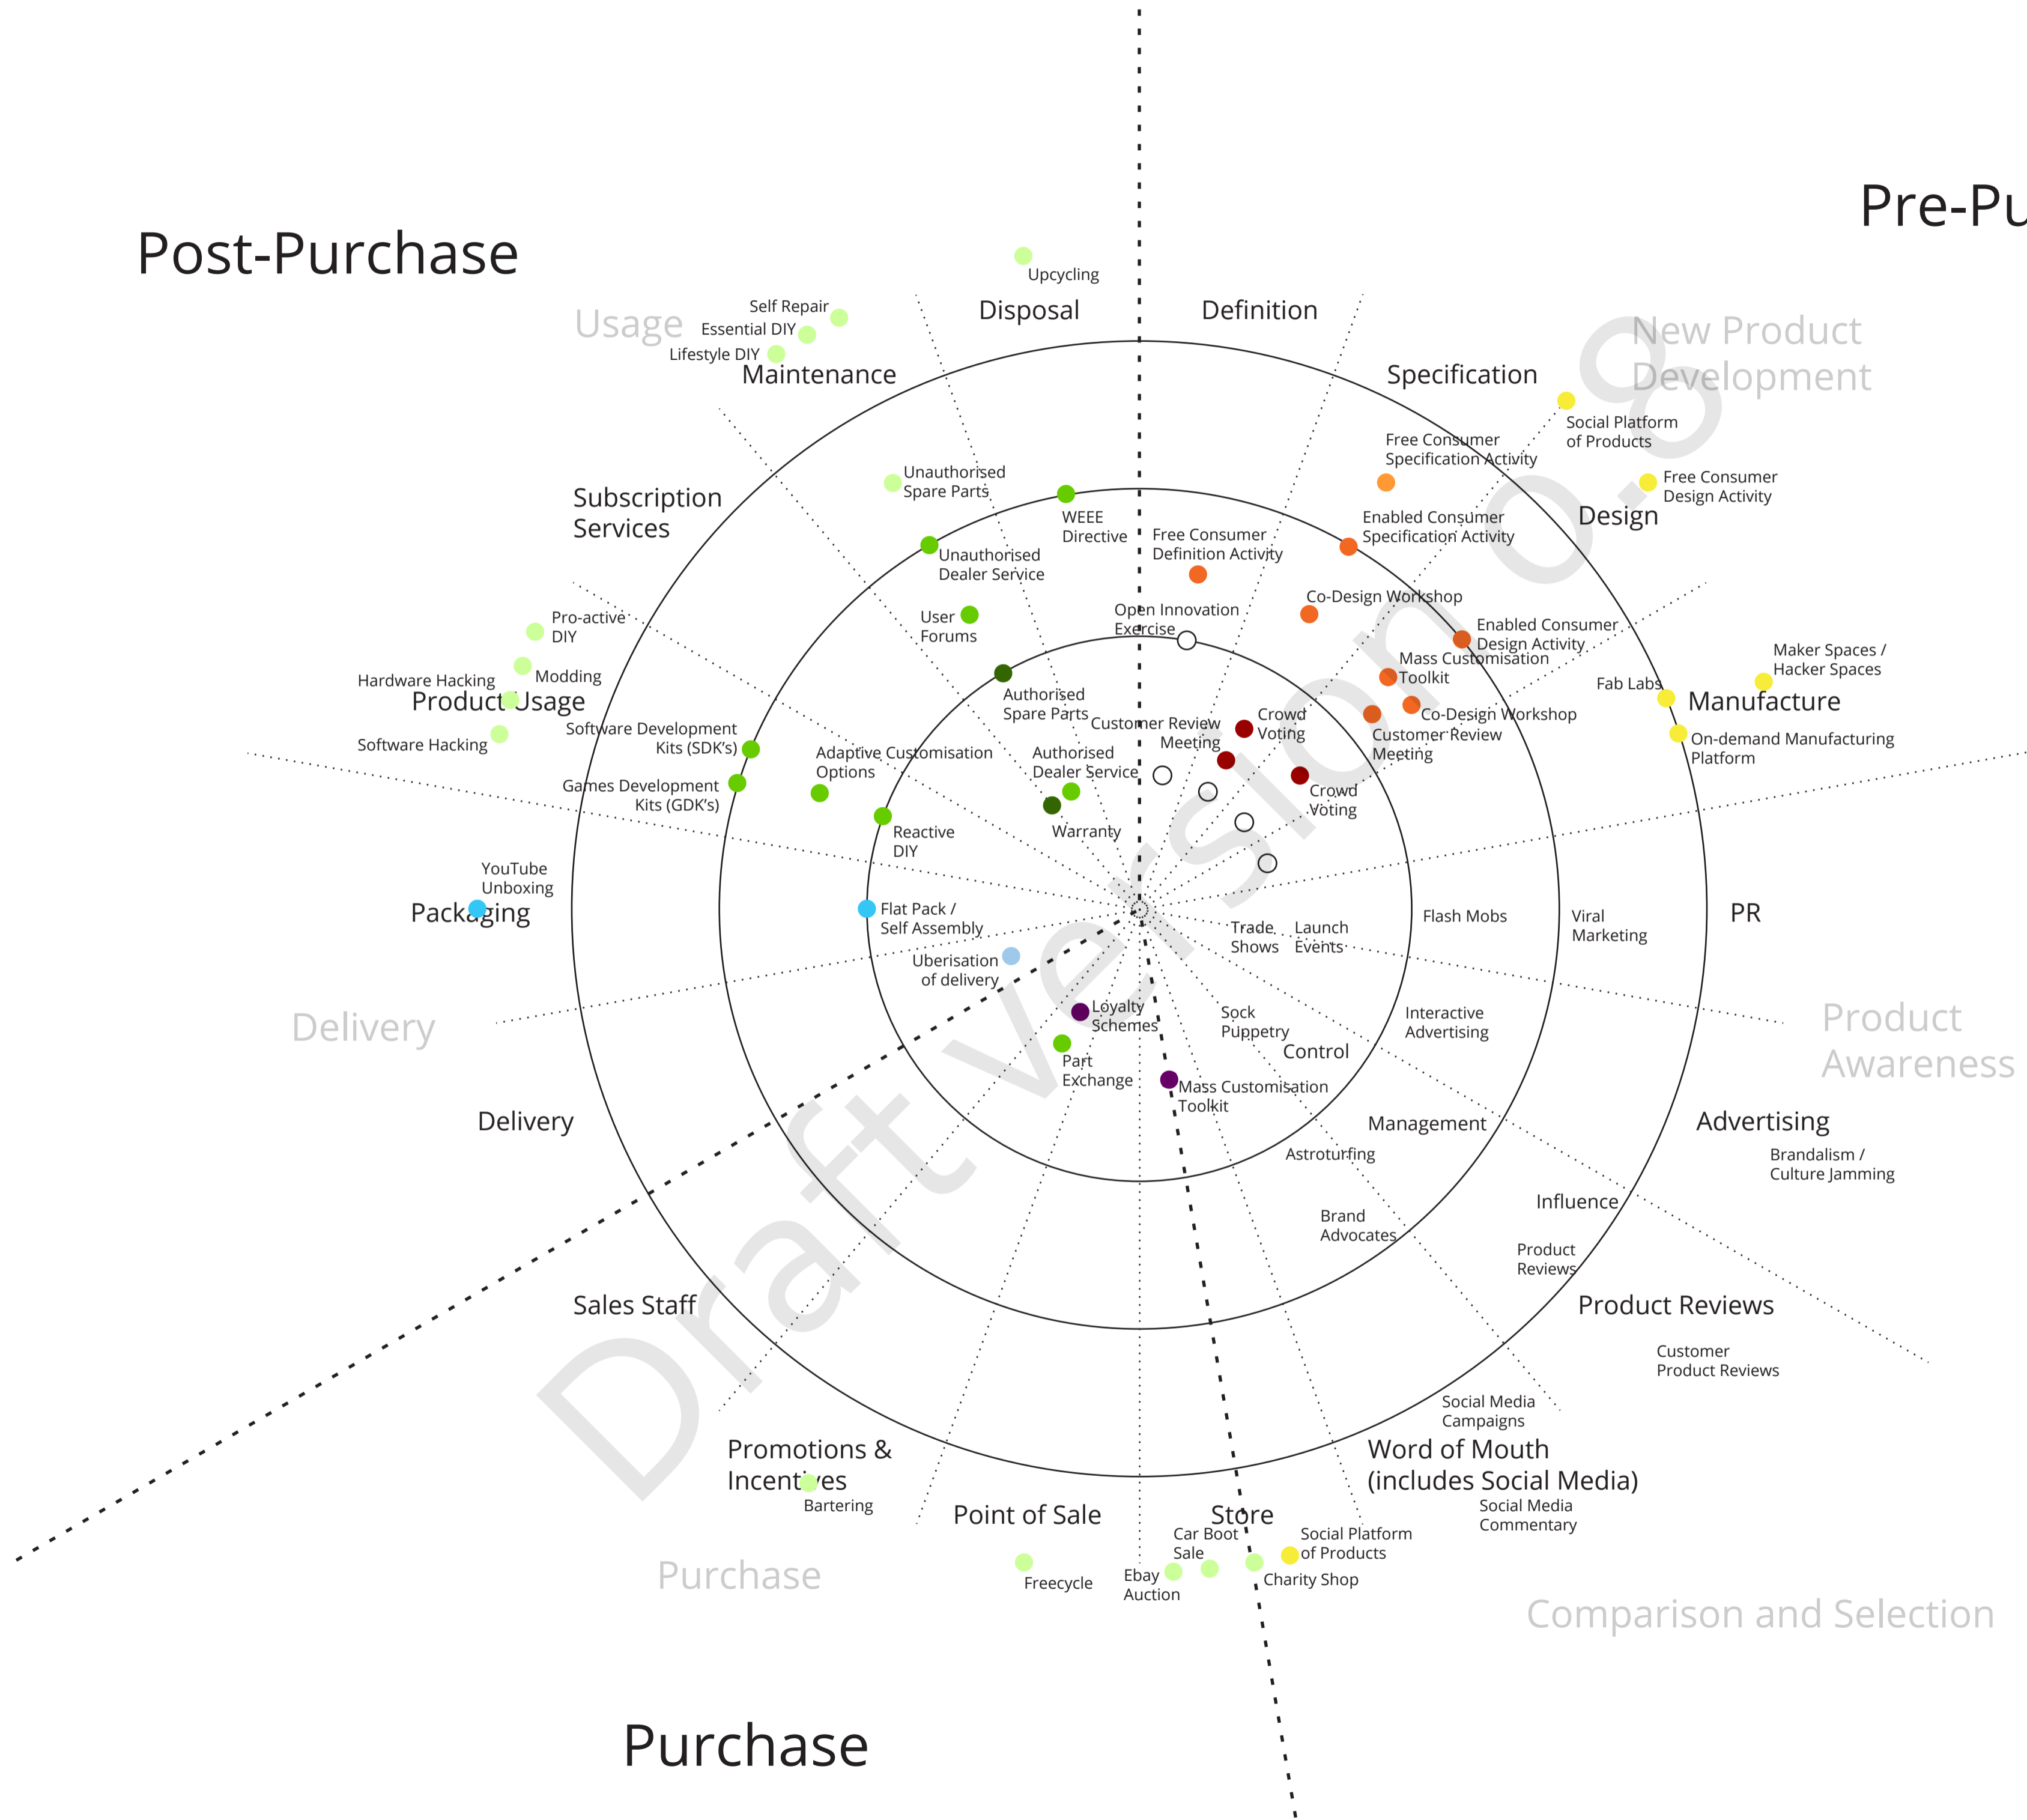 Post-Purchase
Pre-Pu
Upcycling
Disposal
Definition
Usage
Self Repair
Essential DIY
Lifestyle DIY
Maintenance
New Product
Development
Specification
Social Platform
of Products
Free Consumer
Specification Activity
Free Consumer
Design Activity
Design
Subscription
Services
Unauthorised
Spare Parts
WEEE
Directive
Unauthorised
Dealer Service
Free Consumer
Definition Activity
Enabled Consumer
Specification Activity
User
Forums
Open Innovation
Exercise
Co-Design Workshop
Enabled Consumer
Design Activity
Mass Customisation
Toolkit
Co-Design Workshop
Customer Review
Meeting
Maker Spaces /
Hacker Spaces
Fab Labs
Manufacture
On-demand Manufacturing
Platform
Pro-active
DIY
Modding
Hardware Hacking
Product Usage
Software Hacking
Software Development
Kits (SDK's)
Games Development
Kits (GDK's)
Adaptive Customisation
Options
Reactive
DIY
Authorised
Spare Parts
Authorised
Dealer Service
Warranty
Customer Review
Meeting
Crowd
Voting
Crowd
Voting
YouTube
Unboxing
Packaging
Flat Pack /
Self Assembly
Uberisation
of delivery
Trade
Shows
Launch
Events
Flash Mobs
Viral
Marketing
PR
Delivery
Delivery
Loyalty
Schemes
Part
Exchange
Sock
Puppetry
Control
Mass Customisation
Toolkit
Interactive
Advertising
Product
Awareness
Management
Astroturfing
Advertising
Brandalism /
Culture Jamming
Influence
Brand
Advocates
Product
Reviews
Sales Staff
Product Reviews
Customer
Product Reviews
Social Media
Campaigns
Promotions &
Incentives
Bartering
Word of Mouth
(includes Social Media)
Social Media
Commentary
Point of Sale
Store
Car Boot
Sale
Social Platform
of Products
Freecycle
Ebay
Auction
Charity Shop
Purchase
Comparison and Selection
Purchase
Draft version 0.8